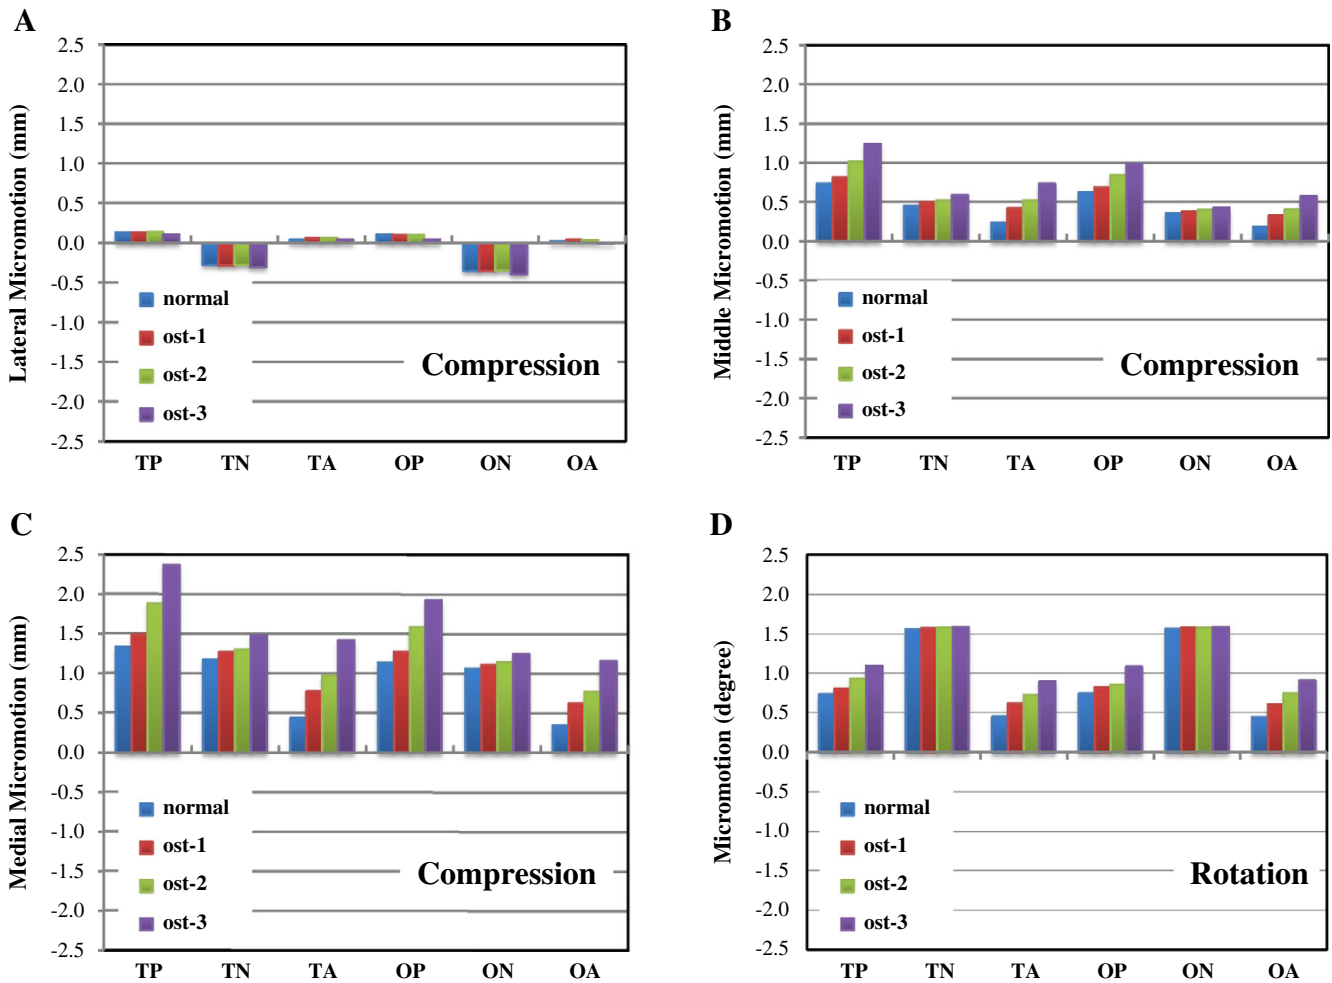 A
Lateral Micromotion (mm)
2.5
2.0
1.5
1.0
0.5
0.0
-0.5
-1.0
-1.5
-2.0
-2.5
normal
ost-1
ost-2
ost-3
Compression
TP TN TA OP ON OA
B
Middle Micromotion (mm)
2.5
2.0
1.5
1.0
0.5
0.0
-0.5
-1.0
-1.5
-2.0
-2.5
normal
ost-1
ost-2
ost-3
Compression
TP TN TA OP ON OA
C
Medial Micromotion (mm)
2.5
2.0
1.5
1.0
0.5
0.0
-0.5
-1.0
-1.5
-2.0
-2.5
normal
ost-1
ost-2
ost-3
Compression
TP TN TA OP ON OA
D
Micromotion (degree)
2.5
2.0
1.5
1.0
0.5
0.0
-0.5
-1.0
-1.5
-2.0
-2.5
normal
ost-1
ost-2
ost-3
Rotation
TP TN TA OP ON OA